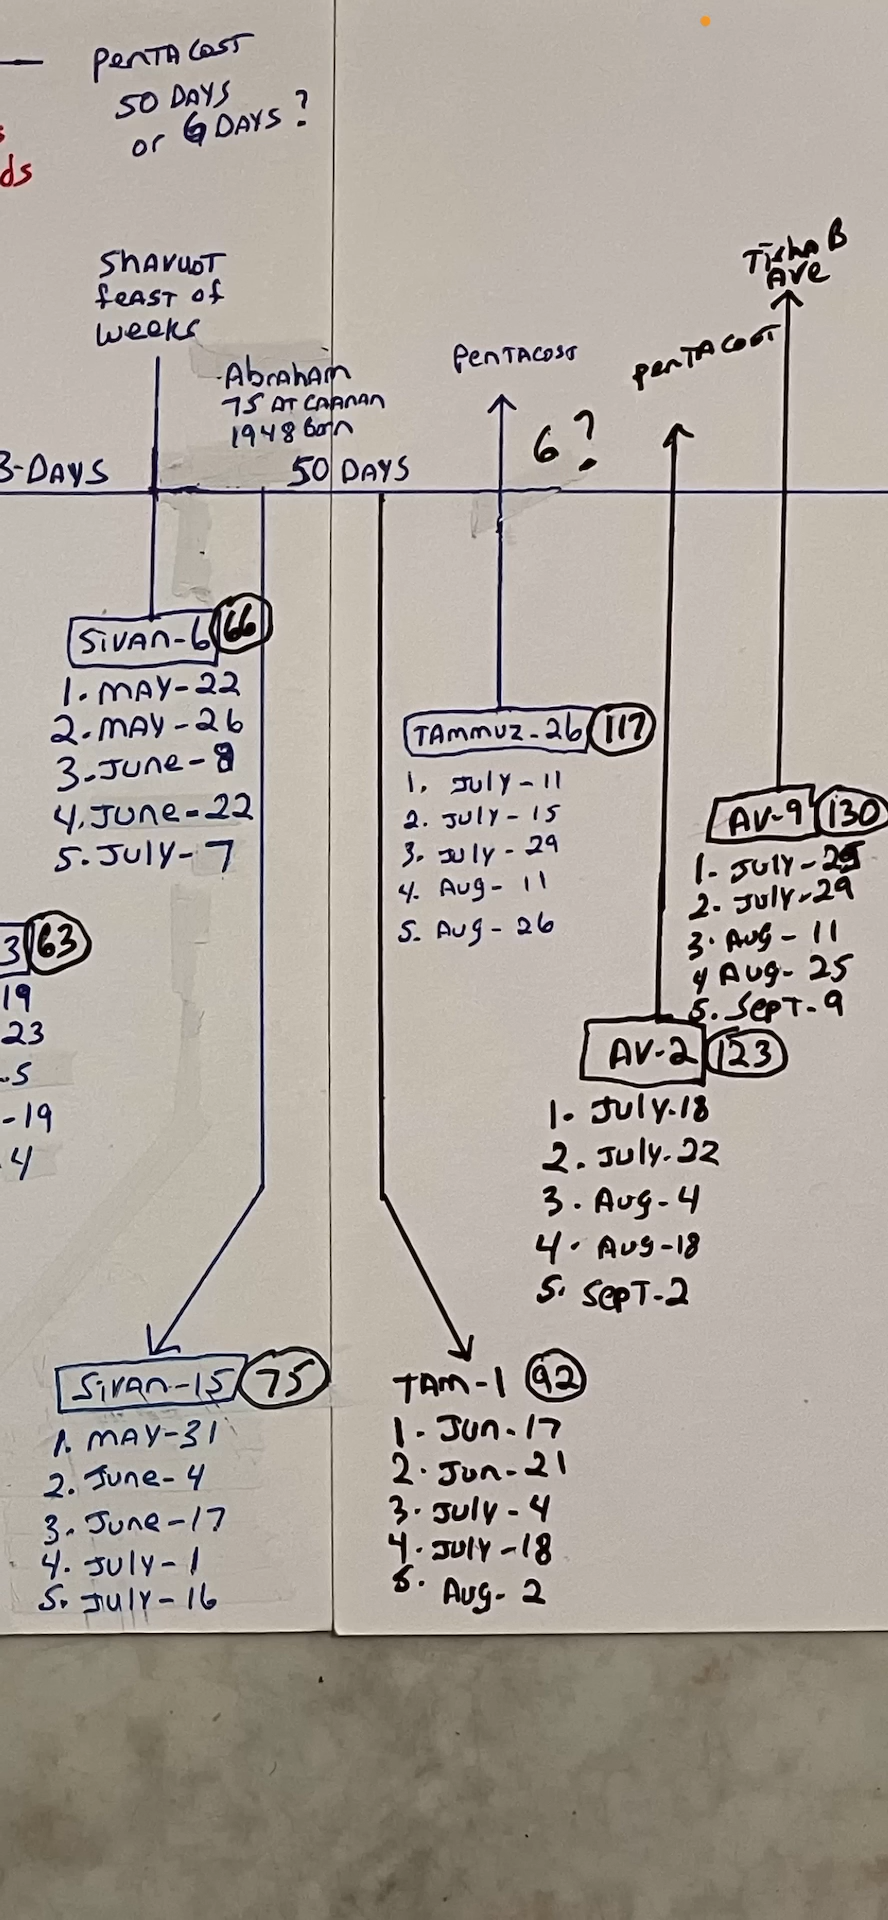 PENTACOST
50 DAYS
or 6 DAYS?
s
ds
SHAVUOT
feAST of
weeks
-Abraham
75 AT CAANAN
1948 Born
3-DAYS
50 DAYS
PENTACOST
6?
PENTACOST
Tisha B
AVe
SIVAN-6 66
1. MAY-22
2. MAY-26
3. June-8
4. June-22
5. July-7
3 63
19
23
-5
-19
4
TAMMUZ-26 117
1. July-11
2. July-15
3. July-29
4. Aug-11
5. Aug-26
AV-9 130
1- July-25
2. July-29
3. Aug-11
4 Aug-25
5. Sept-9
AV-2 123
1- July-18
2. July-22
3. Aug-4
4. Aug-18
5. SepT-2
Sivan-15 75
1. MAY-31
2. June-4
3. June-17
4. July-1
5. July-16
TAM-1 92
1- Jun-17
2. Jun-21
3. July-4
4. July-18
5. Aug-2